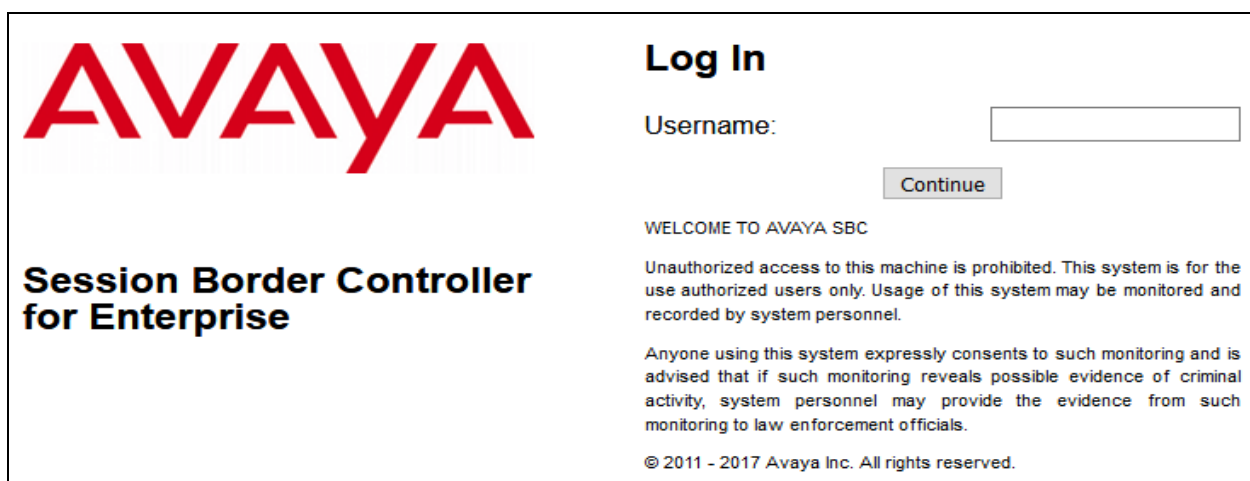 AVAYA
Session Border Controller
for Enterprise
Log In
Username:
Continue
WELCOME TO AVAYA SBC
Unauthorized access to this machine is prohibited. This system is for the
use authorized users only. Usage of this system may be monitored and
recorded by system personnel.
Anyone using this system expressly consents to such monitoring and is
advised that if such monitoring reveals possible evidence of criminal
activity, system personnel may provide the evidence from such
monitoring to law enforcement officials.
© 2011 - 2017 Avaya Inc. All rights reserved.